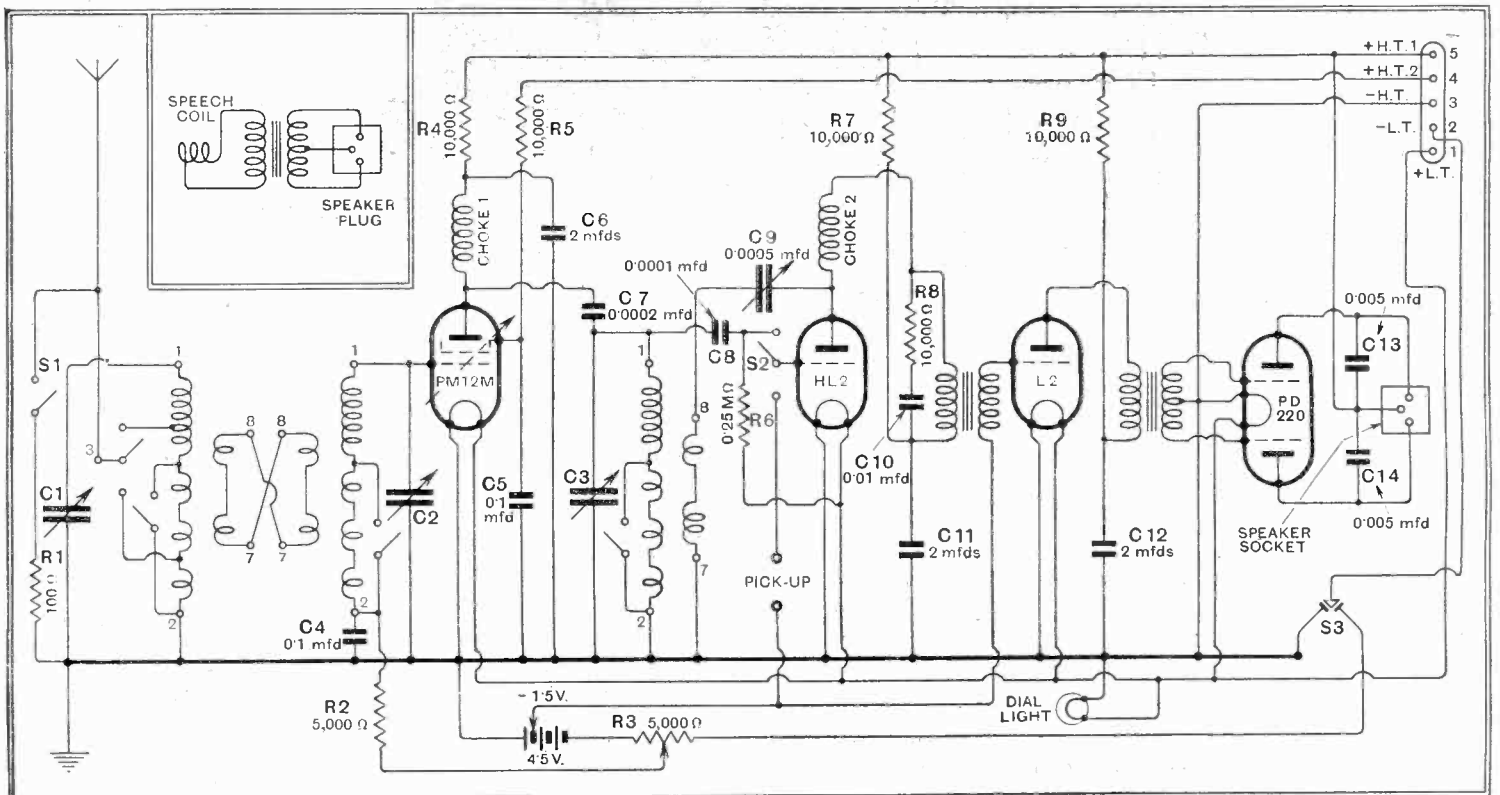 SPEECH
COIL
SPEAKER
PLUG
R4
10,000 Ω
10,000 Ω
R5
CHOKE 1
C6
2 mfds
R7
10,000 Ω
R9
10,000 Ω
+H.T.1
5
+H.T.2
4
-H.T.
3
-L.T.
2
1
+L.T.
C9
0·0005 mfd
0·0001 mfd
CHOKE 2
C7
0·0002 mfd
C8
S2
R8
10,000 Ω
0·005 mfd
C13
S1
1
1
PM12M
1
HL2
L2
PD
220
3
8
8
8
0·25 MΩ
R6
C10
0·01 mfd
C14
0·005 mfd
SPEAKER
SOCKET
C1
C2
C5
0·1
mfd
C3
7
7
7
R1
100 Ω
C11
2 mfds
C12
2 mfds
PICK-UP
2
2
2
C4
0·1 mfd
S3
R2
5,000 Ω
-1·5V.
4·5V.
R3
5,000 Ω
DIAL
LIGHT